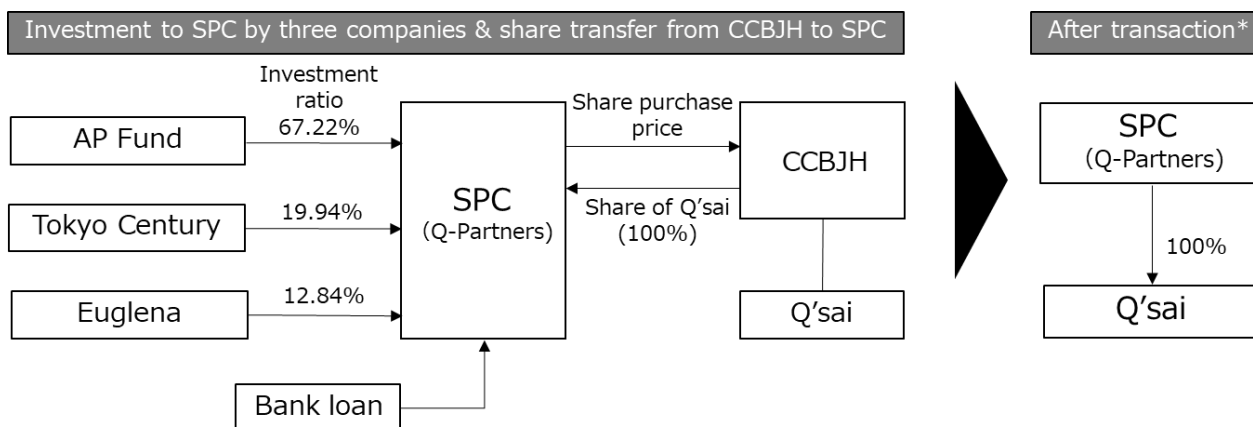 Investment to SPC by three companies & share transfer from CCBJH to SPC
After transaction*
Investment
ratio
67.22%
AP Fund
Tokyo Century
19.94%
Euglena
12.84%
Bank loan
SPC
(Q-Partners)
Share purchase
price
Share of Q’sai
(100%)
CCBJH
Q’sai
SPC
(Q-Partners)
100%
Q’sai